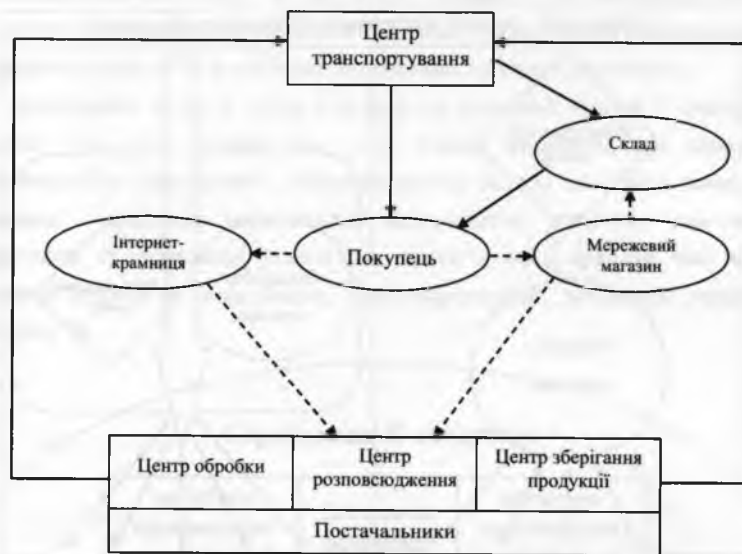 Центр
транспортування
Склад
Інтернет-
крамниця
Покупець
Мережевий
магазин
Центр обробки
Центр
розповсюдження
Центр зберігання
продукції
Постачальники